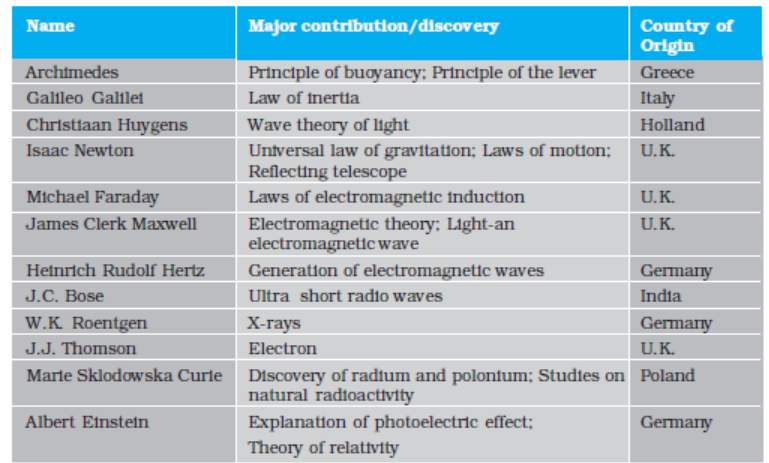 Name Major contribution/discovery Country of
Origin
Archimedes Principle of buoyancy; Principle of the lever Greece
Galileo Galilei Law of inertia Italy
Christiaan Huygens Wave theory of light Holland
Isaac Newton Universal law of gravitation; Laws of motion; U.K.
Reflecting telescope
Michael Faraday Laws of electromagnetic induction U.K.
James Clerk Maxwell Electromagnetic theory; Light-an U.K.
electromagnetic wave
Heinrich Rudolf Hertz Generation of electromagnetic waves Germany
J.C. Bose Ultra short radio waves India
W.K. Roentgen X-rays Germany
J.J. Thomson Electron U.K.
Marie Sklodowska Curie Discovery of radium and polonium; Studies on Poland
natural radioactivity
Albert Einstein Explanation of photoelectric effect; Germany
Theory of relativity